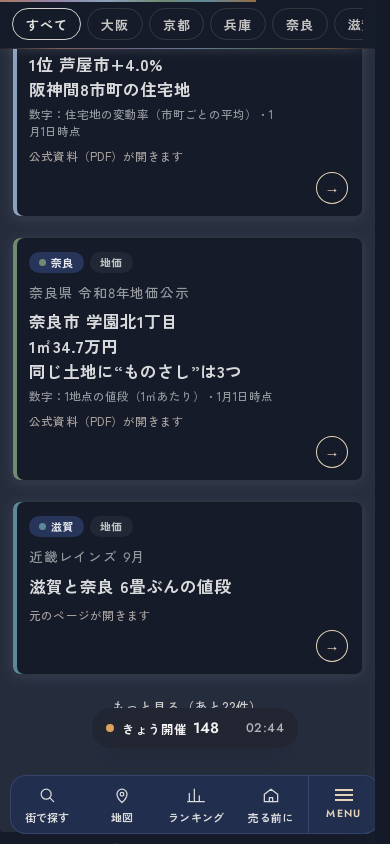 すべて 大阪 京都 兵庫 奈良
1位 芦屋市+4.0%
阪神間8市町の住宅地
数字：住宅地の変動率（市町ごとの平均）・1
月1日時点
公式資料（PDF）が開きます
→
奈良 地価
奈良県 令和8年地価公示
奈良市 学園北1丁目
1㎡34.7万円
同じ土地に“ものさし”は3つ
数字：1地点の値段（1㎡あたり）・1月1日時点
公式資料（PDF）が開きます
→
滋賀 地価
近畿レインズ 9月
滋賀と奈良 6畳ぶんの値段
元のページが開きます
→
もっと見る（あと22件）
きょう開催 148 02:44
街で探す 地図 ランキング 売る前に MENU